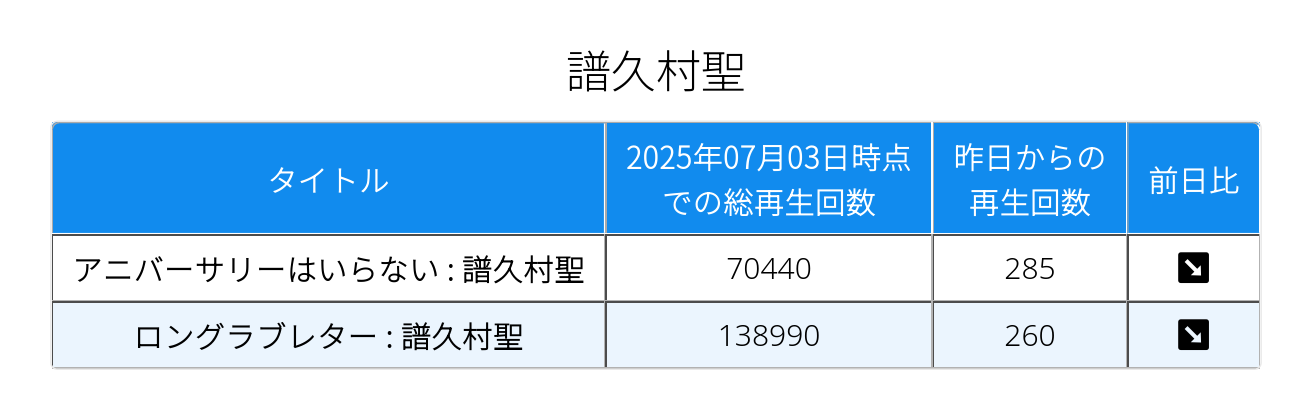 譜久村聖
タイトル
2025年07月03日時点
での総再生回数
昨日からの
再生回数
前日比
アニバーサリーはいらない : 譜久村聖
70440
285
ロングラブレター : 譜久村聖
138990
260